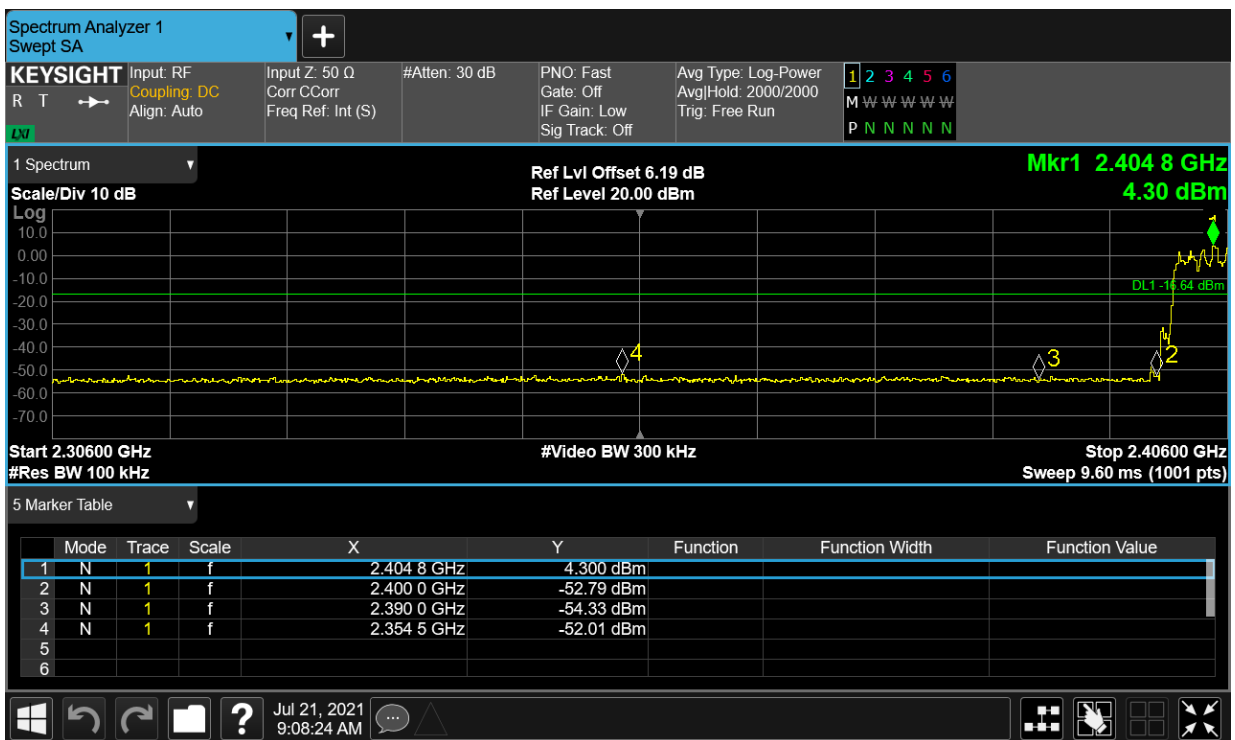 Spectrum Analyzer 1
Swept SA
+
KEYSIGHT Input: RF Input Z: 50 Ω #Atten: 30 dB PNO: Fast Avg Type: Log-Power 1 2 3 4 5 6
R T Coupling: DC Corr CCorr Gate: Off Avg|Hold: 2000/2000 M W W W W W
Align: Auto Freq Ref: Int (S) IF Gain: Low Trig: Free Run
LXI Sig Track: Off P N N N N N
1 Spectrum Ref Lvl Offset 6.19 dB Mkr1 2.404 8 GHz
Scale/Div 10 dB Ref Level 20.00 dBm 4.30 dBm
Log
10.0 1
0.00
-10.0
DL1 -16.64 dBm
-20.0
-30.0
-40.0
4 3 2
-50.0
-60.0
-70.0
Start 2.30600 GHz #Video BW 300 kHz Stop 2.40600 GHz
#Res BW 100 kHz Sweep 9.60 ms (1001 pts)
5 Marker Table
Mode Trace Scale X Y Function Function Width Function Value
1 N 1 f 2.404 8 GHz 4.300 dBm
2 N 1 f 2.400 0 GHz -52.79 dBm
3 N 1 f 2.390 0 GHz -54.33 dBm
4 N 1 f 2.354 5 GHz -52.01 dBm
5
6
? Jul 21, 2021
9:08:24 AM